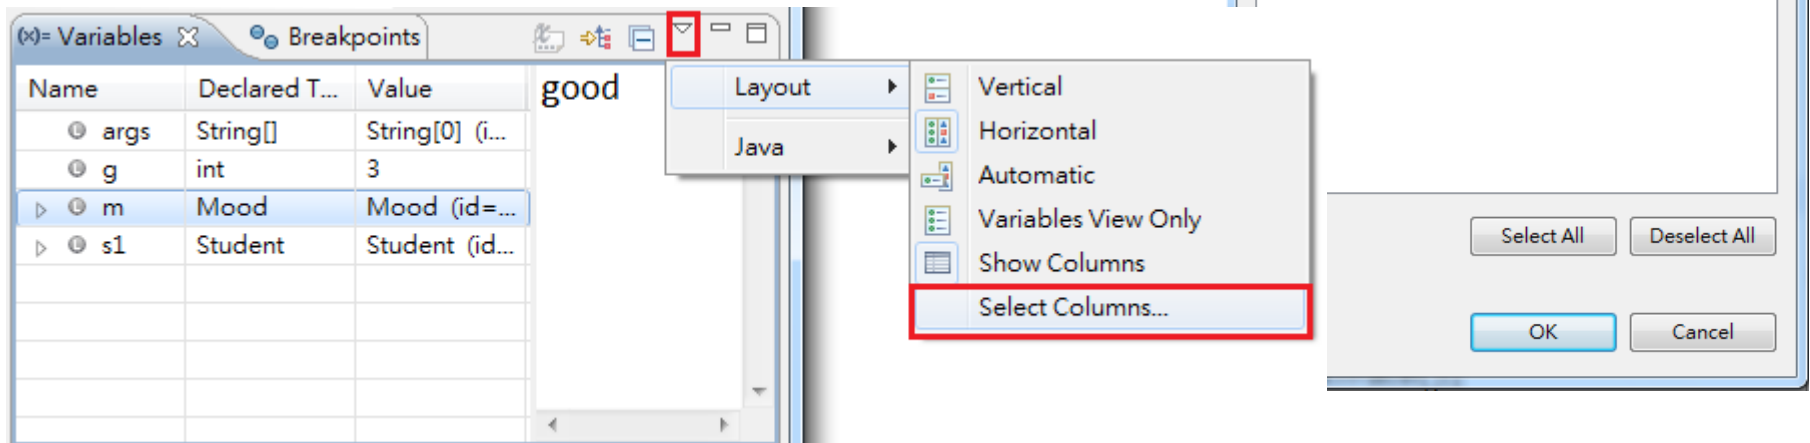 (x)= Variables
Breakpoints
Name Declared T... Value
args String[] String[0] (i...
g int 3
m Mood Mood (id=...
s1 Student Student (id...
good
Layout
Java
Vertical
Horizontal
Automatic
Variables View Only
Show Columns
Select Columns...
Select All Deselect All
OK Cancel